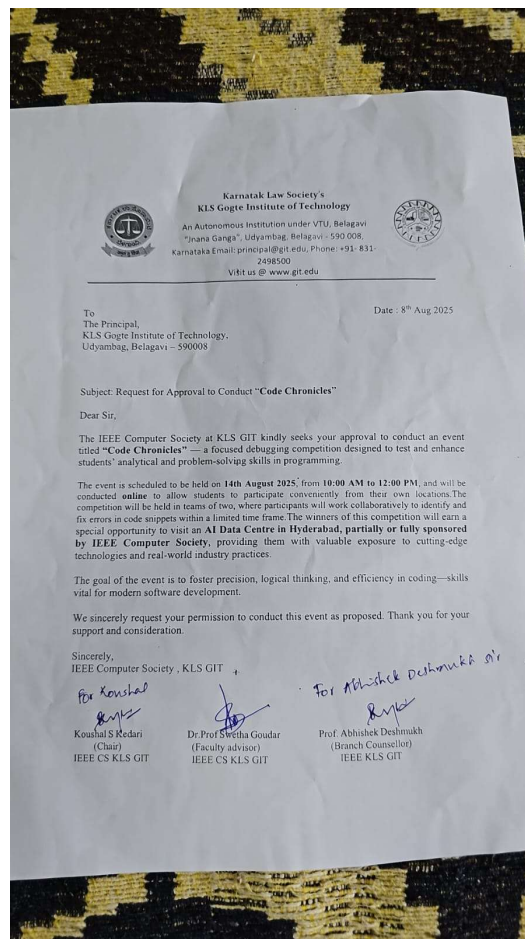 Karnatak Law Society's
KLS Gogte Institute of Technology
An Autonomous Institution under VTU, Belagavi
"Jnana Ganga", Udyambag, Belagavi - 590 008,
Karnataka Email: principal@git.edu, Phone: +91- 831-
2498500
Visit us @ www.git.edu
To
Date : 8th Aug 2025
The Principal,
KLS Gogte Institute of Technology,
Udyambag, Belagavi – 590008
Subject: Request for Approval to Conduct "Code Chronicles"
Dear Sir,
The IEEE Computer Society at KLS GIT kindly seeks your approval to conduct an event
titled "Code Chronicles" — a focused debugging competition designed to test and enhance
students' analytical and problem-solving skills in programming.
The event is scheduled to be held on 14th August 2025, from 10:00 AM to 12:00 PM, and will be
conducted online to allow students to participate conveniently from their own locations.The
competition will be held in teams of two, where participants will work collaboratively to identify and
fix errors in code snippets within a limited time frame.The winners of this competition will earn a
special opportunity to visit an AI Data Centre in Hyderabad, partially or fully sponsored
by IEEE Computer Society, providing them with valuable exposure to cutting-edge
technologies and real-world industry practices.
The goal of the event is to foster precision, logical thinking, and efficiency in coding—skills
vital for modern software development.
We sincerely request your permission to conduct this event as proposed. Thank you for your
support and consideration.
Sincerely,
IEEE Computer Society , KLS GIT
For Koushal
For Abhishek Deshmukh sir
Koushal S Kedari
(Chair)
IEEE CS KLS GIT
Dr.Prof Swetha Goudar
(Faculty advisor)
IEEE CS KLS GIT
Prof. Abhishek Deshmukh
(Branch Counsellor)
IEEE KLS GIT